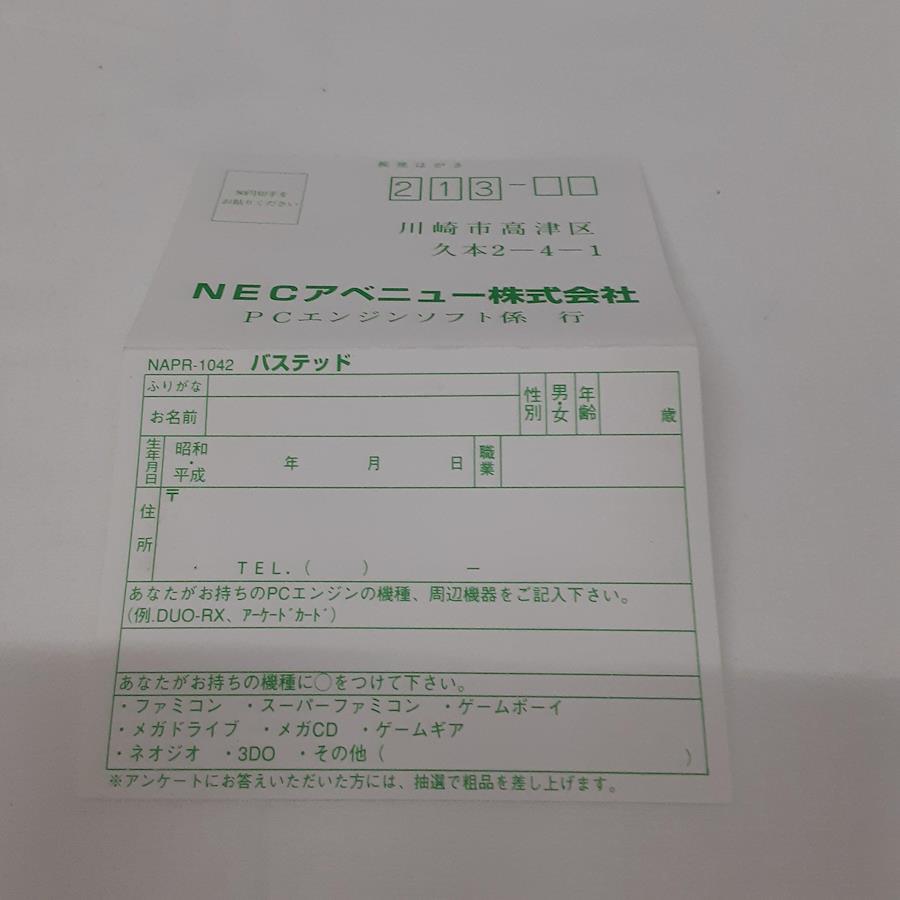 郵便はがき
50円切手を
お貼りください
213-□□
川崎市高津区
久本2-4-1
NECアベニュー株式会社
PCエンジンソフト係 行
NAPR-1042 バステッド
ふりがな
お名前
性別
男・女
年齢
歳
生年月日
昭和・平成
年 月 日
職業
住所
〒
TEL.( ) ー
あなたがお持ちのPCエンジンの機種、周辺機器をご記入下さい。
(例.DUO-RX、アーケードカード)
あなたがお持ちの機種に○をつけて下さい。
・ファミコン ・スーパーファミコン ・ゲームボーイ
・メガドライブ ・メガCD ・ゲームギア
・ネオジオ ・3DO ・その他( )
※アンケートにお答えいただいた方には、抽選で粗品を差し上げます。